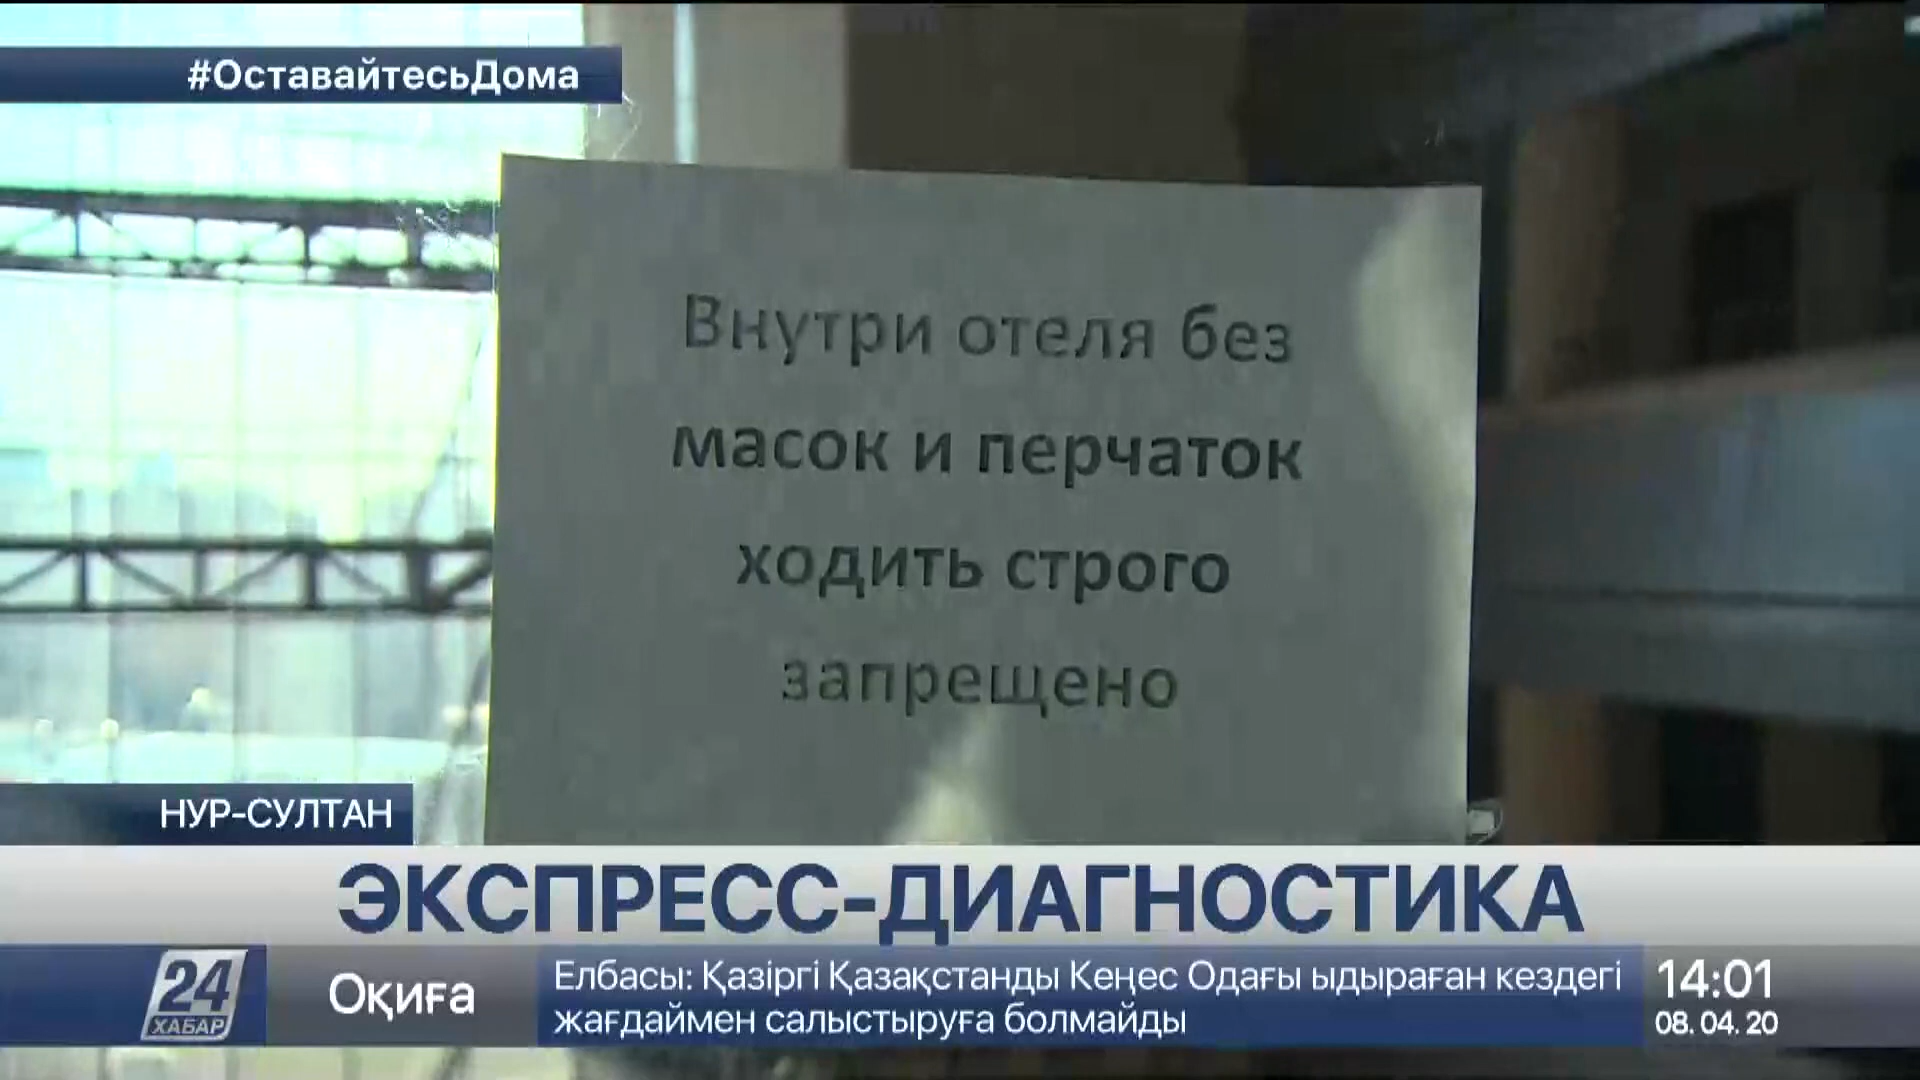 #ОставайтесьДома
Внутри отеля без
масок и перчаток
ходить строго
запрещено
НУР-СУЛТАН
ЭКСПРЕСС-ДИАГНОСТИКА
24
ХАБАР
Оқиға
Елбасы: Қазіргі Қазақстанды Кеңес Одағы ыдыраған кездегі
жағдаймен салыстыруға болмайды
14:01
08. 04. 20